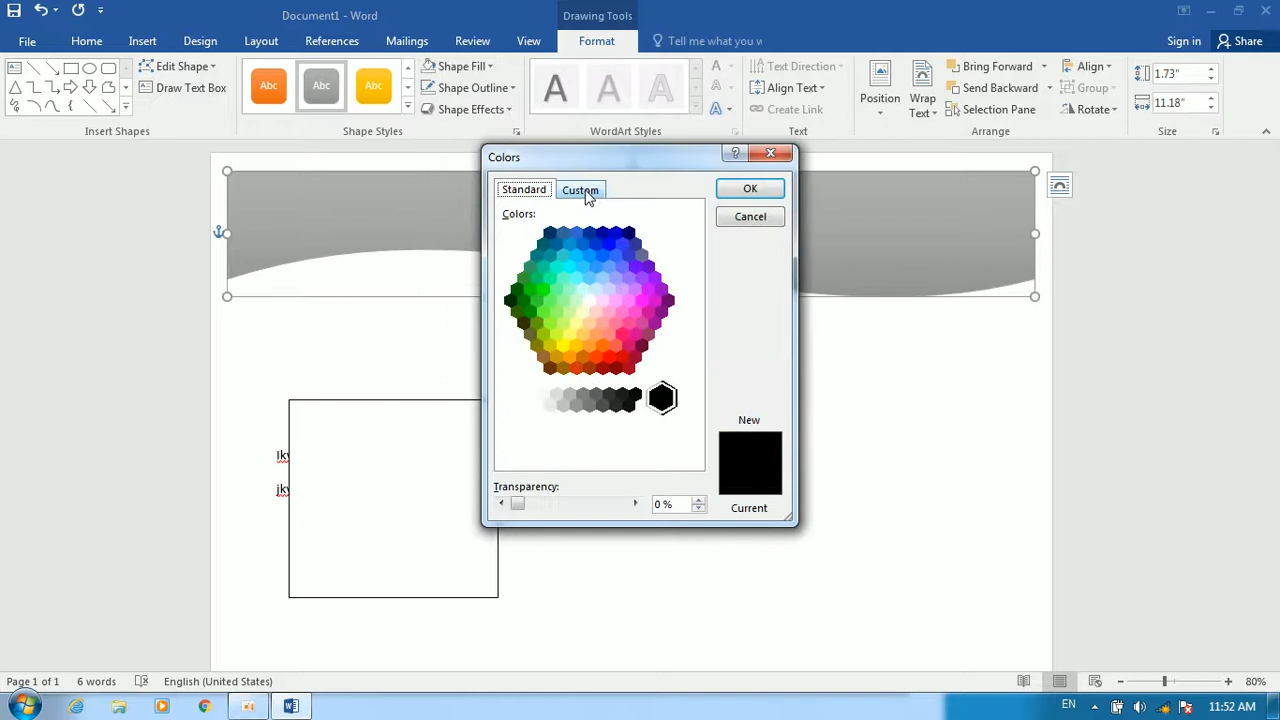 Document1 - Word
Drawing Tools
File Home Insert Design Layout References Mailings Review View Format Tell me what you w Sign in Share
Edit Shape
Draw Text Box
Insert Shapes
Abc Abc Abc
Shape Fill
Shape Outline
Shape Effects
Shape Styles
A A A
A
A
A
WordArt Styles
Text Direction
Align Text
Create Link
Text
Position
Wrap Text
Bring Forward
Send Backward
Selection Pane
Align
Group
Rotate
Arrange
1.73"
11.18"
Size
Colors
?
Standard Custom
Colors:
OK
Cancel
New
Current
Transparency:
0 %
Page 1 of 1 6 words English (United States) 80%
EN 11:52 AM